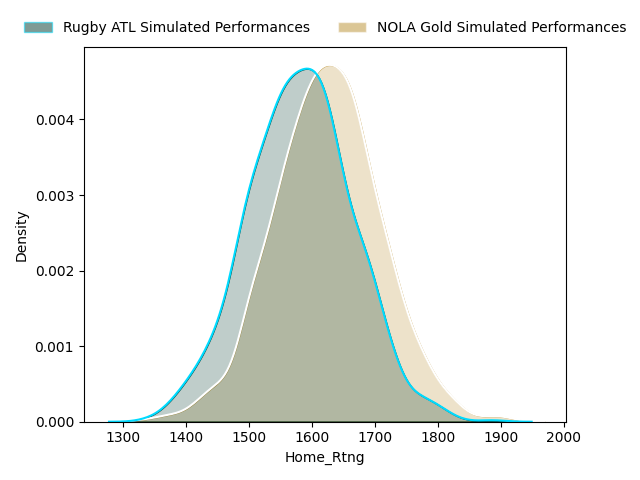 Rugby ATL Simulated Performances NOLA Gold Simulated Performances
Density
0.004
0.003
0.002
0.001
0.000
1300 1400 1500 1600 1700 1800 1900 2000
Home_Rtng